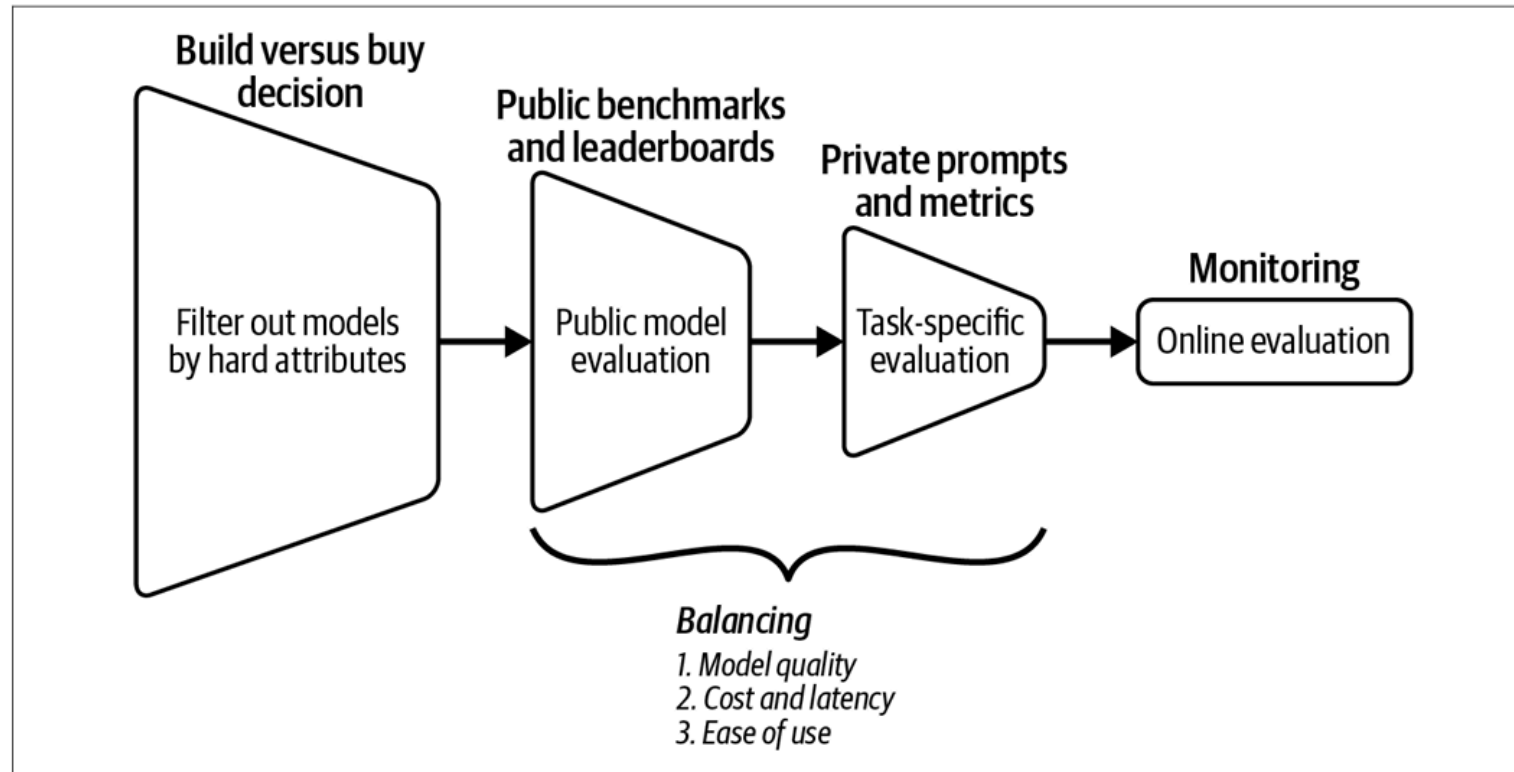 Build versus buy
decision
Public benchmarks
and leaderboards
Private prompts
and metrics
Monitoring
Filter out models
by hard attributes
Public model
evaluation
Task-specific
evaluation
Online evaluation
Balancing
1. Model quality
2. Cost and latency
3. Ease of use